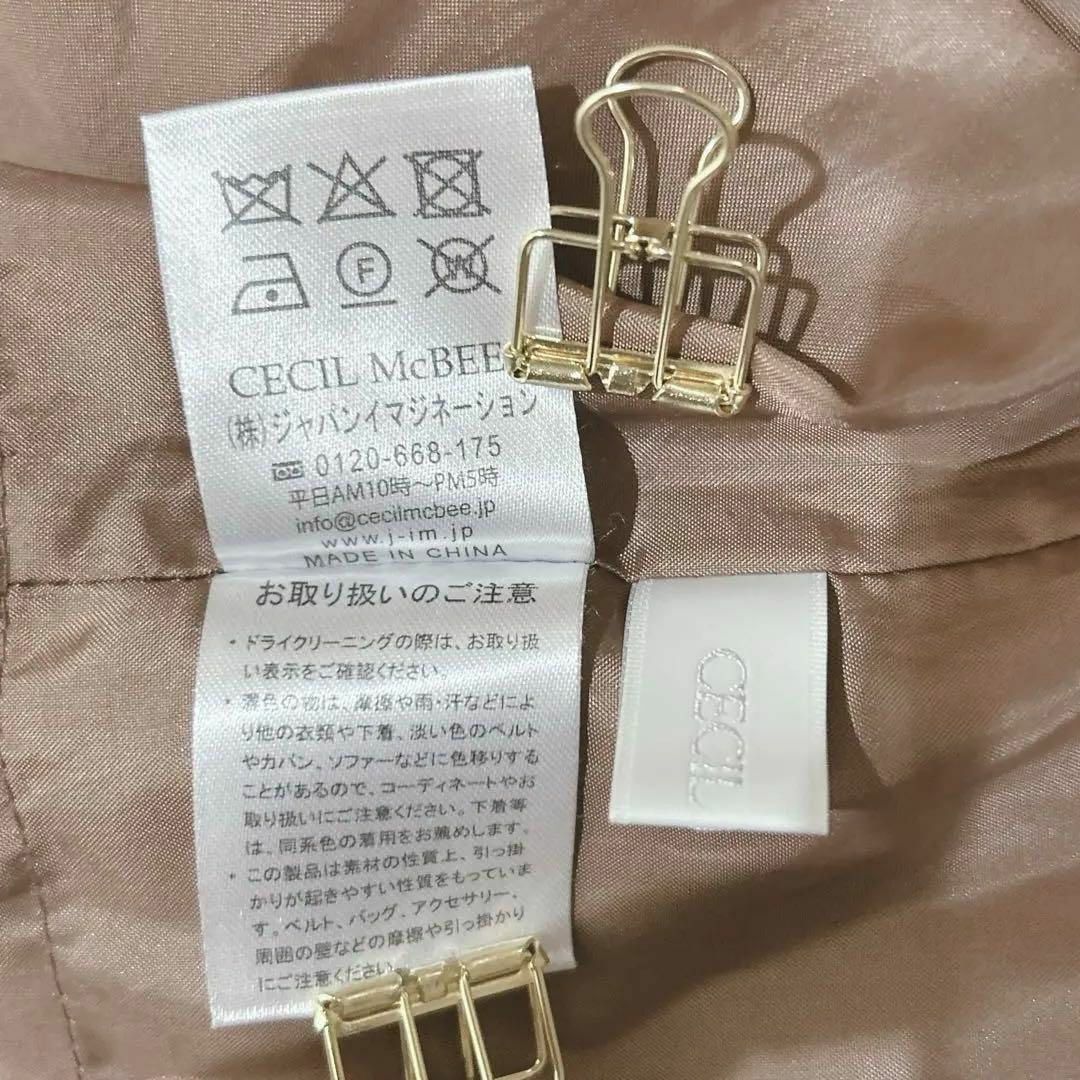 F
W
CECIL McBEE
(株)ジャパンイマジネーション
0120-668-175
平日AM10時〜PM5時
info@cecilmcbee.jp
www.j-im.jp
MADE IN CHINA
お取り扱いのご注意
・ドライクリーニングの際は、お取り扱
い表示をご確認ください。
・濃色の物は、摩擦や雨・汗などによ
り他の衣類や下着、淡い色のベルト
やカバン、ソファーなどに色移りする
ことがあるので、コーディネートやお
取り扱いにご注意ください。下着等
は、同系色の着用をお薦めします。
・この製品は素材の性質上、引っ掛
かりが起きやすい性質をもっていま
す。ベルト、バッグ、アクセサリー、
周囲の壁などの摩擦や引っ掛かり
にご注意ください
CECIL